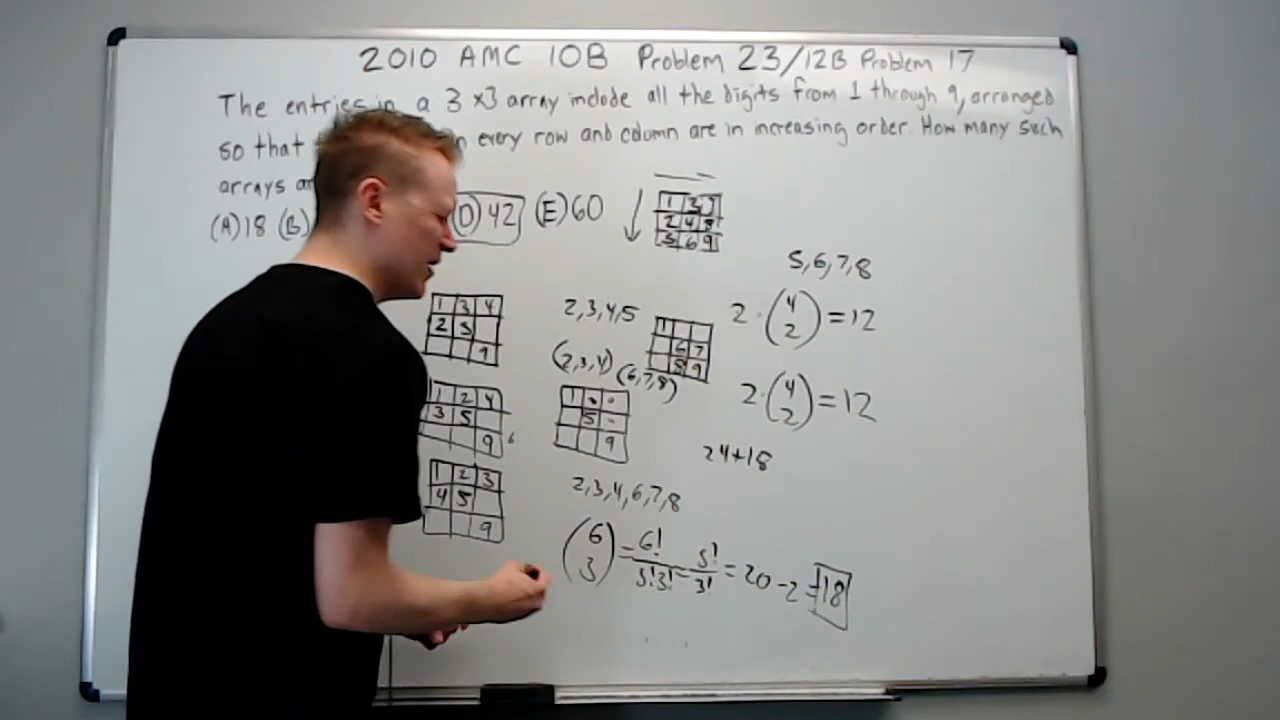 2010 AMC 10B Problem 23/12B Problem 17
The entries in a 3×3 array include all the digits from 1 through 9, arranged
so that every row and column are in increasing order. How many such
arrays
(A)18 (B) (D)42 (E)60
1 3 7
2 4 8
5 6 9
5,6,7,8
1 3 4
2 5
9
2,3,4,5
1
6 7
8 9
2·(4 2)=12
(2,3,4) (6,7,8)
1 2 4
3 5
9
1
5
9
2·(4 2)=12
24+18
1 2 3
4 5
9
2,3,4,6,7,8
(6 3)=6!/3!3!=5!/3!=20-2=18